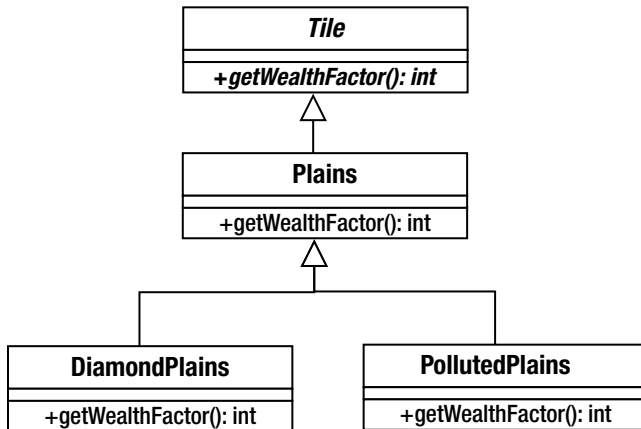 Tile
+getWealthFactor(): int
Plains
+getWealthFactor(): int
DiamondPlains
+getWealthFactor(): int
PollutedPlains
+getWealthFactor(): int